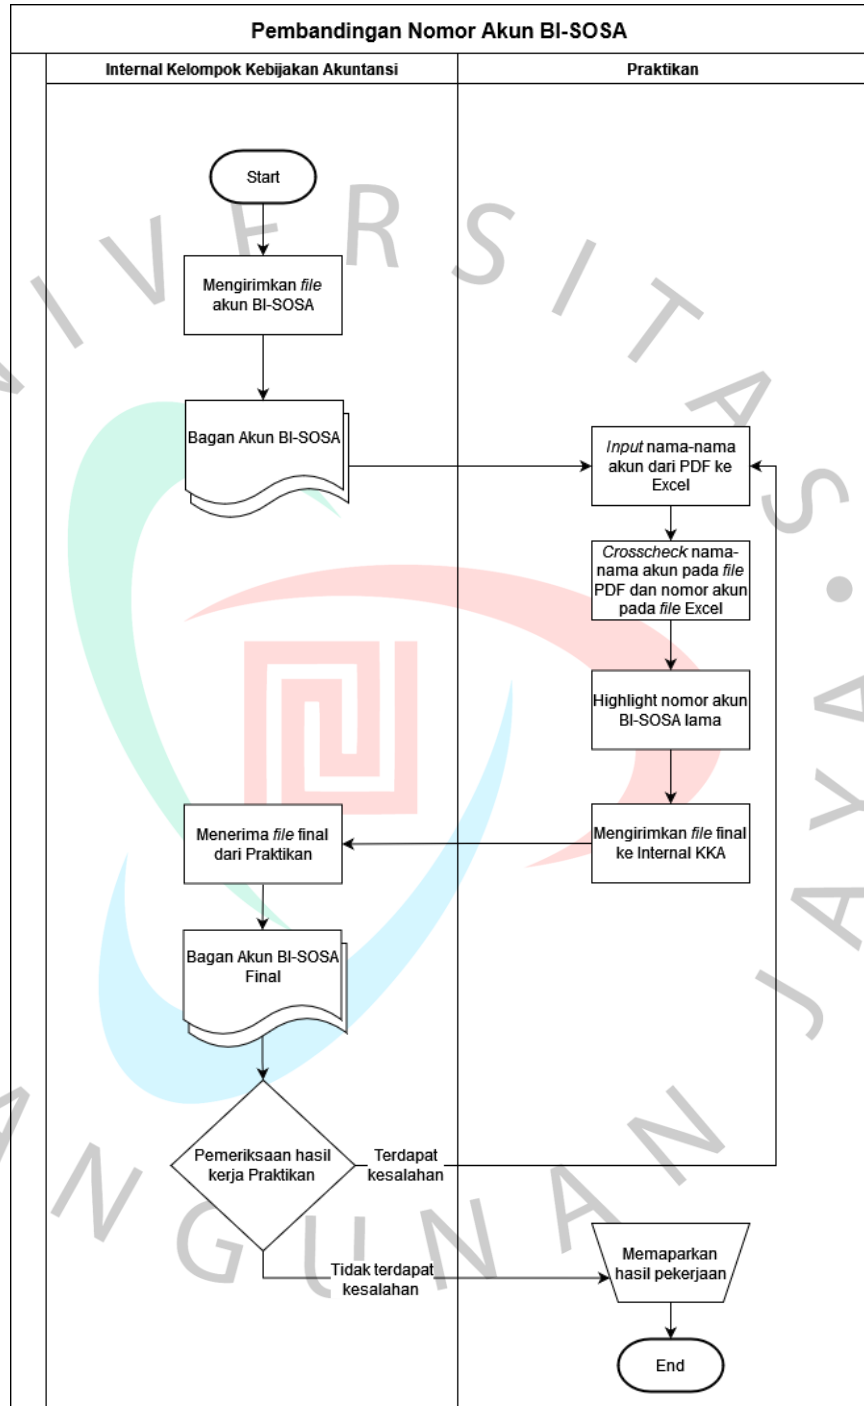 Pembandingan Nomor Akun BI-SOSA
Internal Kelompok Kebijakan Akuntansi
Praktikan
Start
Mengirimkan file
akun BI-SOSA
Bagan Akun BI-SOSA
Input nama-nama
akun dari PDF ke
Excel
Crosscheck nama-
nama akun pada file
PDF dan nomor akun
pada file Excel
Highlight nomor akun
BI-SOSA lama
Mengirimkan file final
ke Internal KKA
Menerima file final
dari Praktikan
Bagan Akun BI-SOSA
Final
Pemeriksaan hasil
kerja Praktikan
Terdapat
kesalahan
Tidak terdapat
kesalahan
Memaparkan
hasil pekerjaan
End
NIVERSITAS • JAYA
ANGUNAN